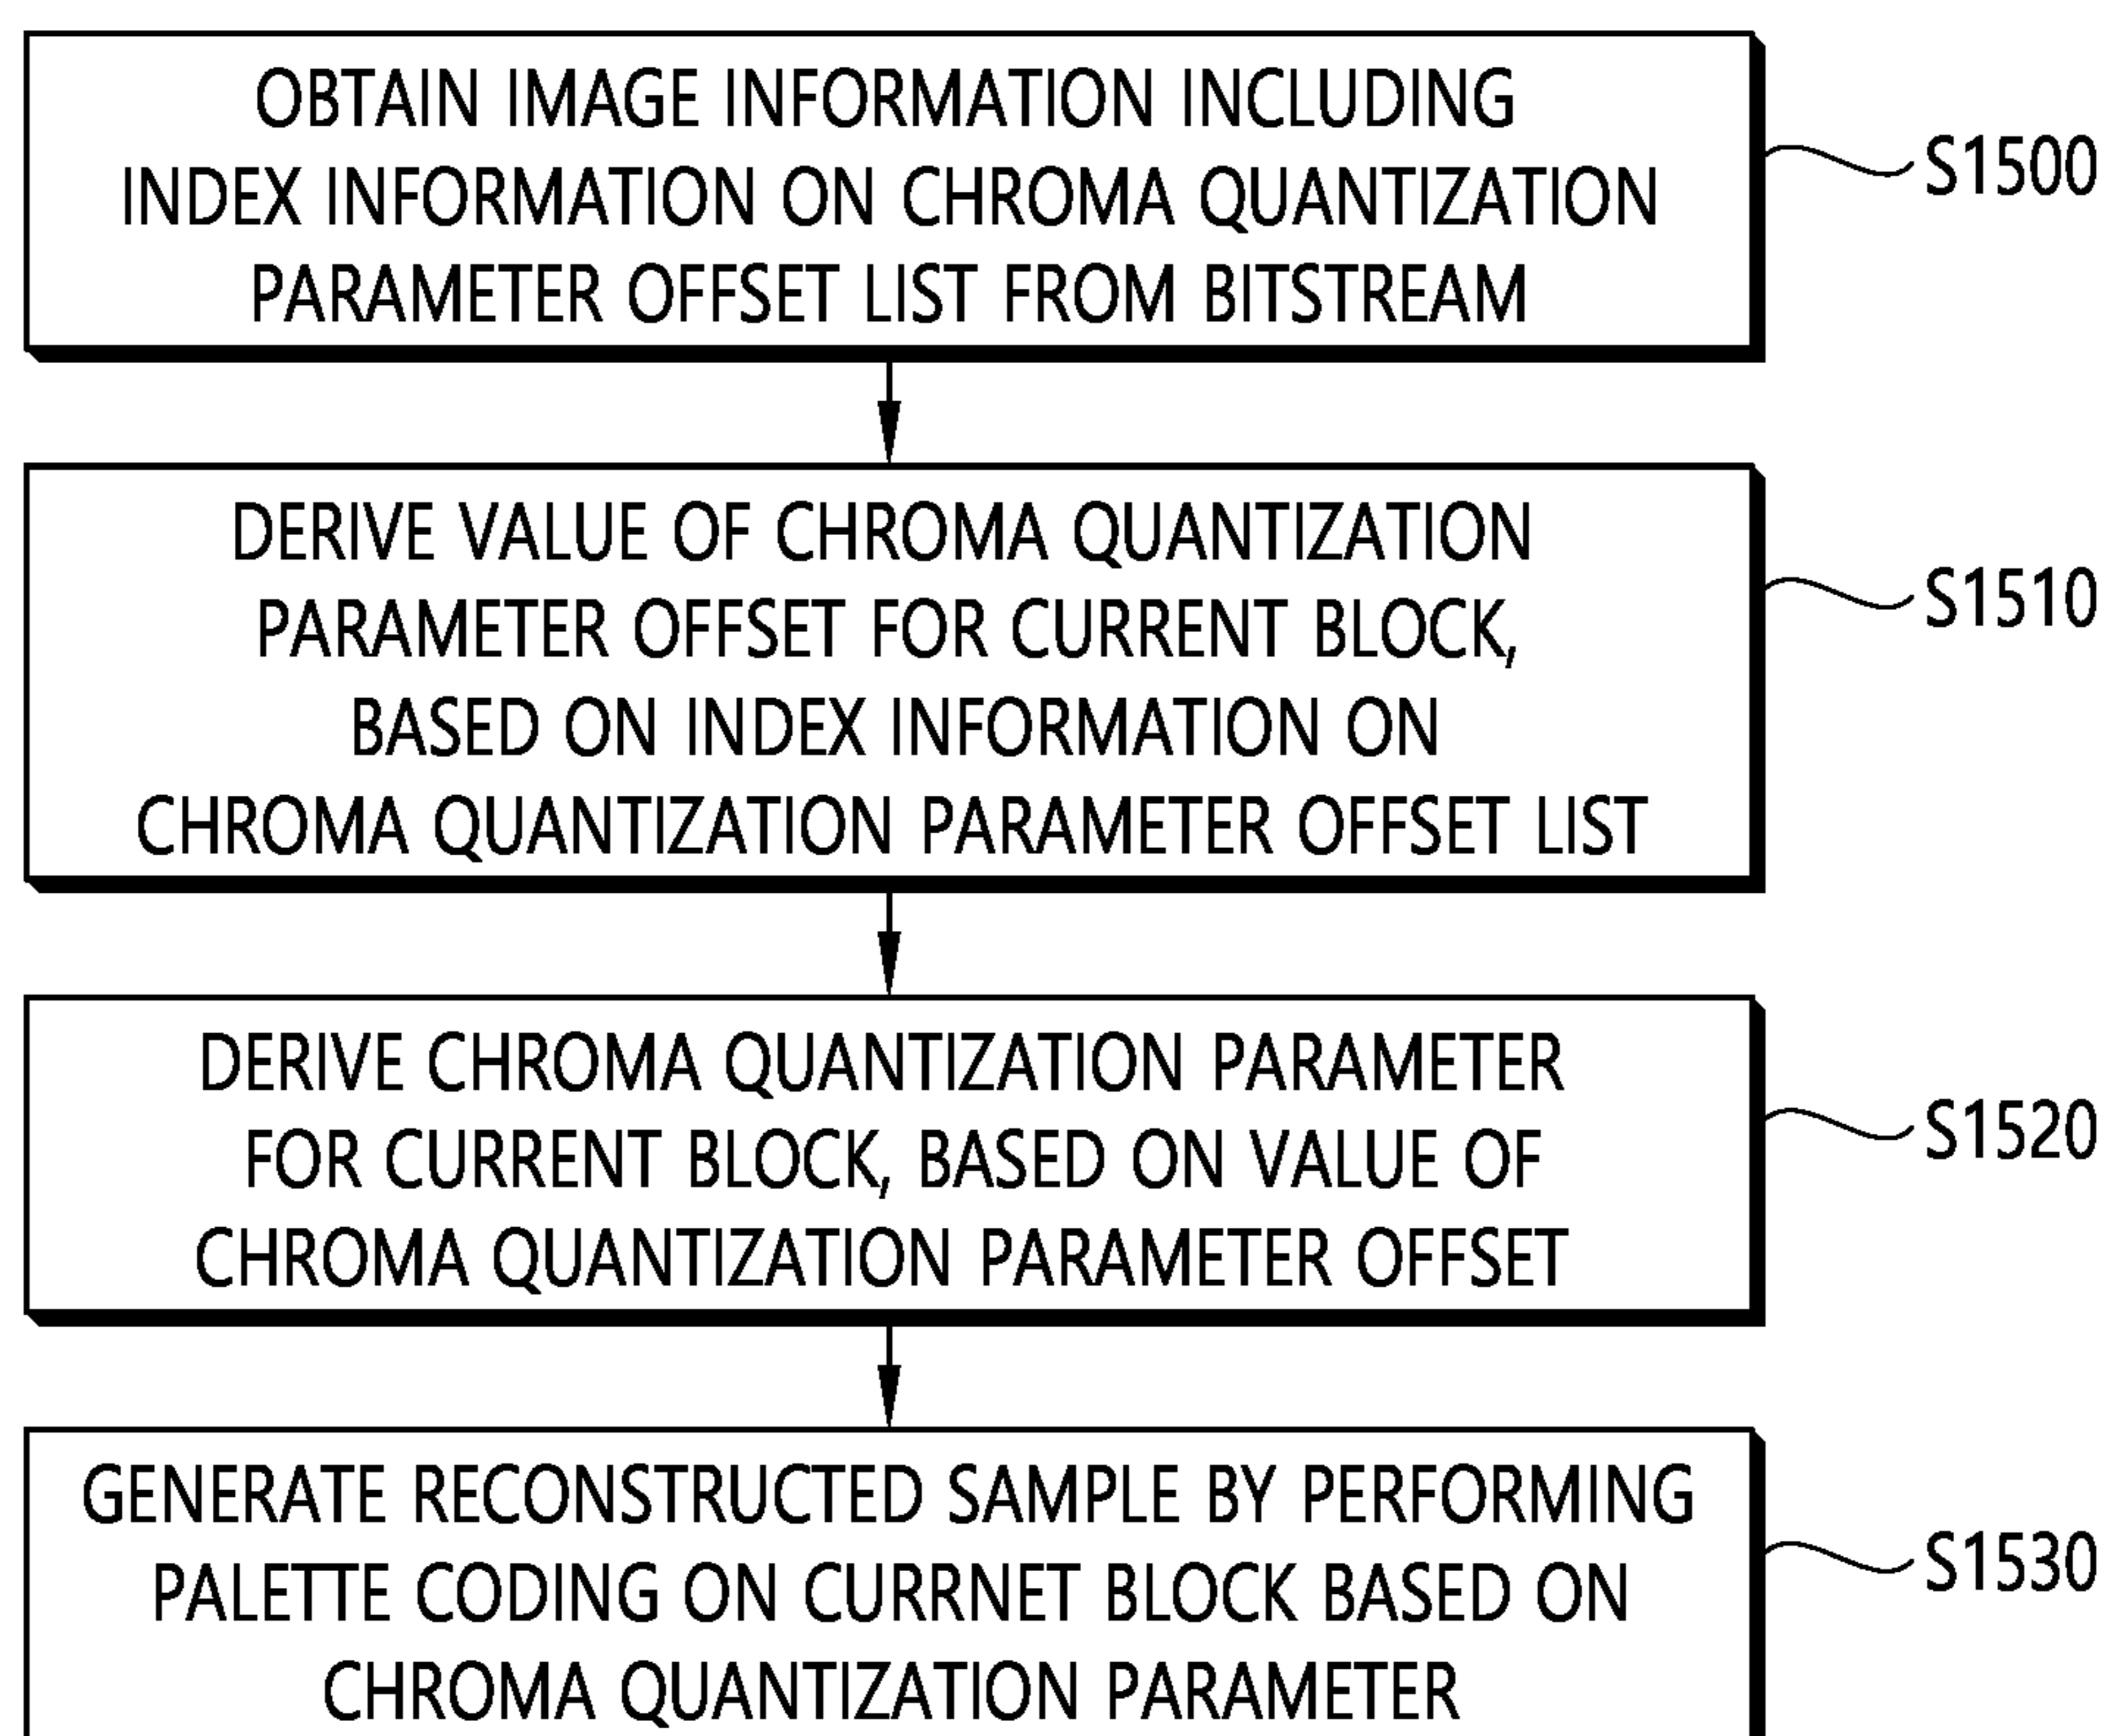 OBTAIN IMAGE INFORMATION INCLUDING
INDEX INFORMATION ON CHROMA QUANTIZATION
PARAMETER OFFSET LIST FROM BITSTREAM
S1500
DERIVE VALUE OF CHROMA QUANTIZATION
PARAMETER OFFSET FOR CURRENT BLOCK,
BASED ON INDEX INFORMATION ON
CHROMA QUANTIZATION PARAMETER OFFSET LIST
S1510
DERIVE CHROMA QUANTIZATION PARAMETER
FOR CURRENT BLOCK, BASED ON VALUE OF
CHROMA QUANTIZATION PARAMETER OFFSET
S1520
GENERATE RECONSTRUCTED SAMPLE BY PERFORMING
PALETTE CODING ON CURRNET BLOCK BASED ON
CHROMA QUANTIZATION PARAMETER
S1530